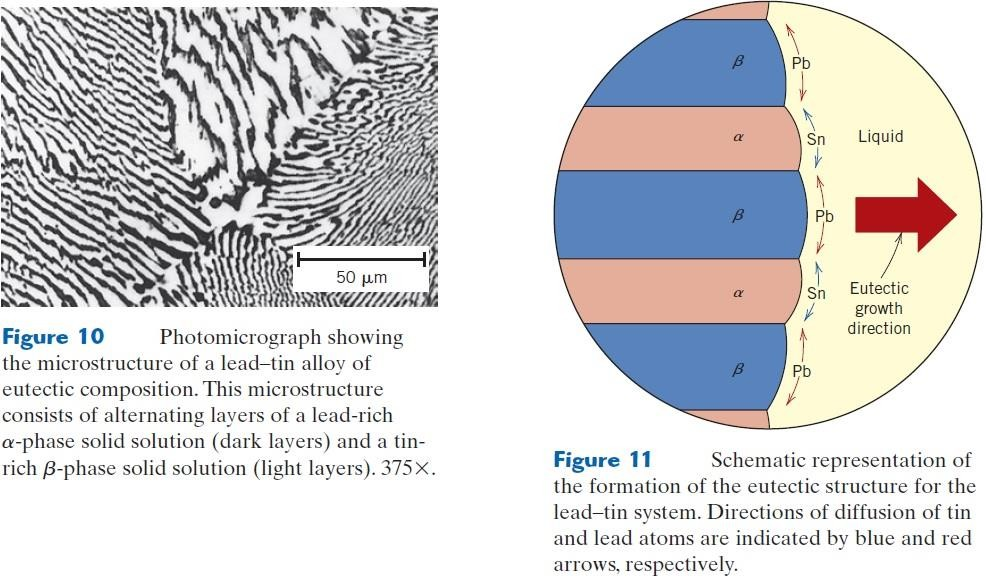 50 μm
Figure 10 Photomicrograph showing
the microstructure of a lead–tin alloy of
eutectic composition. This microstructure
consists of alternating layers of a lead-rich
α-phase solid solution (dark layers) and a tin-
rich β-phase solid solution (light layers). 375×.
β
Pb
α
Sn
Liquid
β
Pb
α
Sn
Eutectic
growth
direction
β
Pb
Figure 11 Schematic representation of
the formation of the eutectic structure for the
lead–tin system. Directions of diffusion of tin
and lead atoms are indicated by blue and red
arrows, respectively.